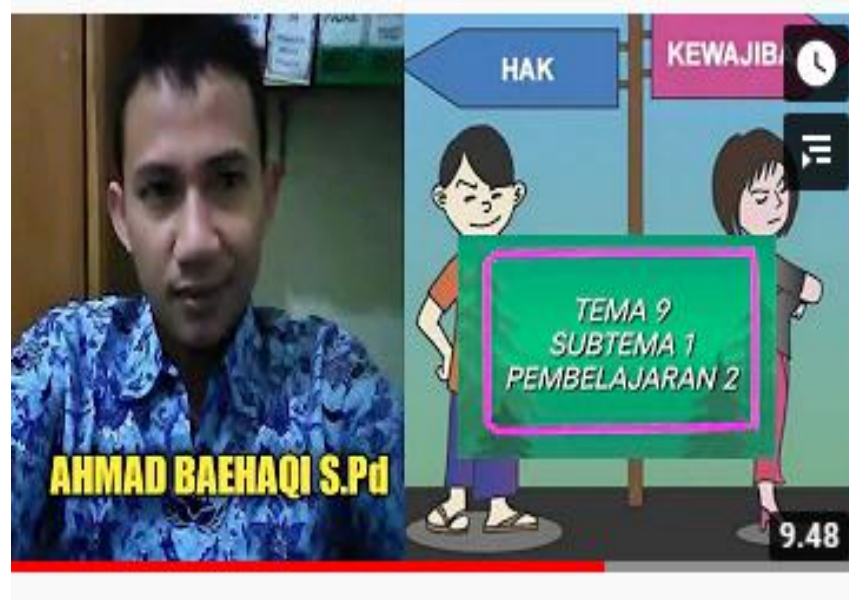 HAK
KEWAJIBA
TEMA 9
SUBTEMA 1
PEMBELAJARAN 2
AHMAD BAEHAQI S.Pd
9.48